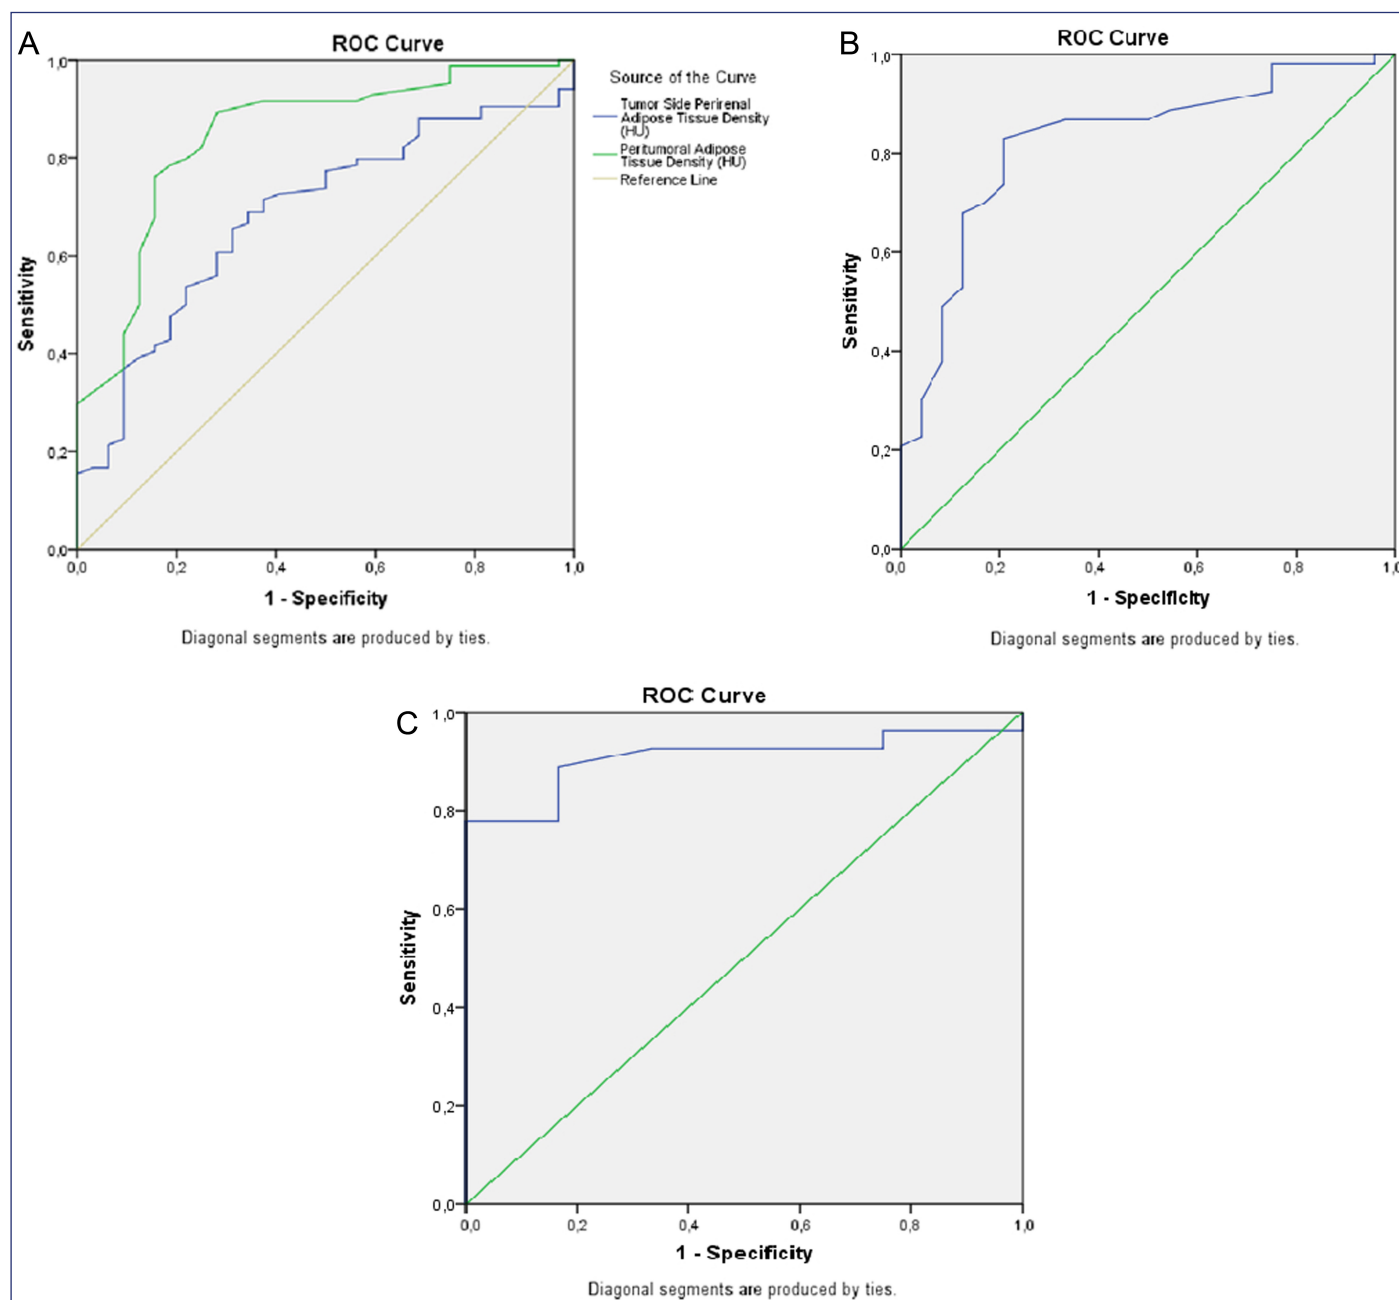 A
ROC Curve
1,0
0,8
0,6
0,4
0,2
0,0
Sensitivity
0,0 0,2 0,4 0,6 0,8 1,0
1 - Specificity
Diagonal segments are produced by ties.
Source of the Curve
Tumor Side Perirenal
Adipose Tissue Density
(HU)
Peritumoral Adipose
Tissue Density (HU)
Reference Line
B
ROC Curve
1,0
0,8
0,6
0,4
0,2
0,0
Sensitivity
0,0 0,2 0,4 0,6 0,8 1,0
1 - Specificity
Diagonal segments are produced by ties.
C
ROC Curve
1,0
0,8
0,6
0,4
0,2
0,0
Sensitivity
0,0 0,2 0,4 0,6 0,8 1,0
1 - Specificity
Diagonal segments are produced by ties.